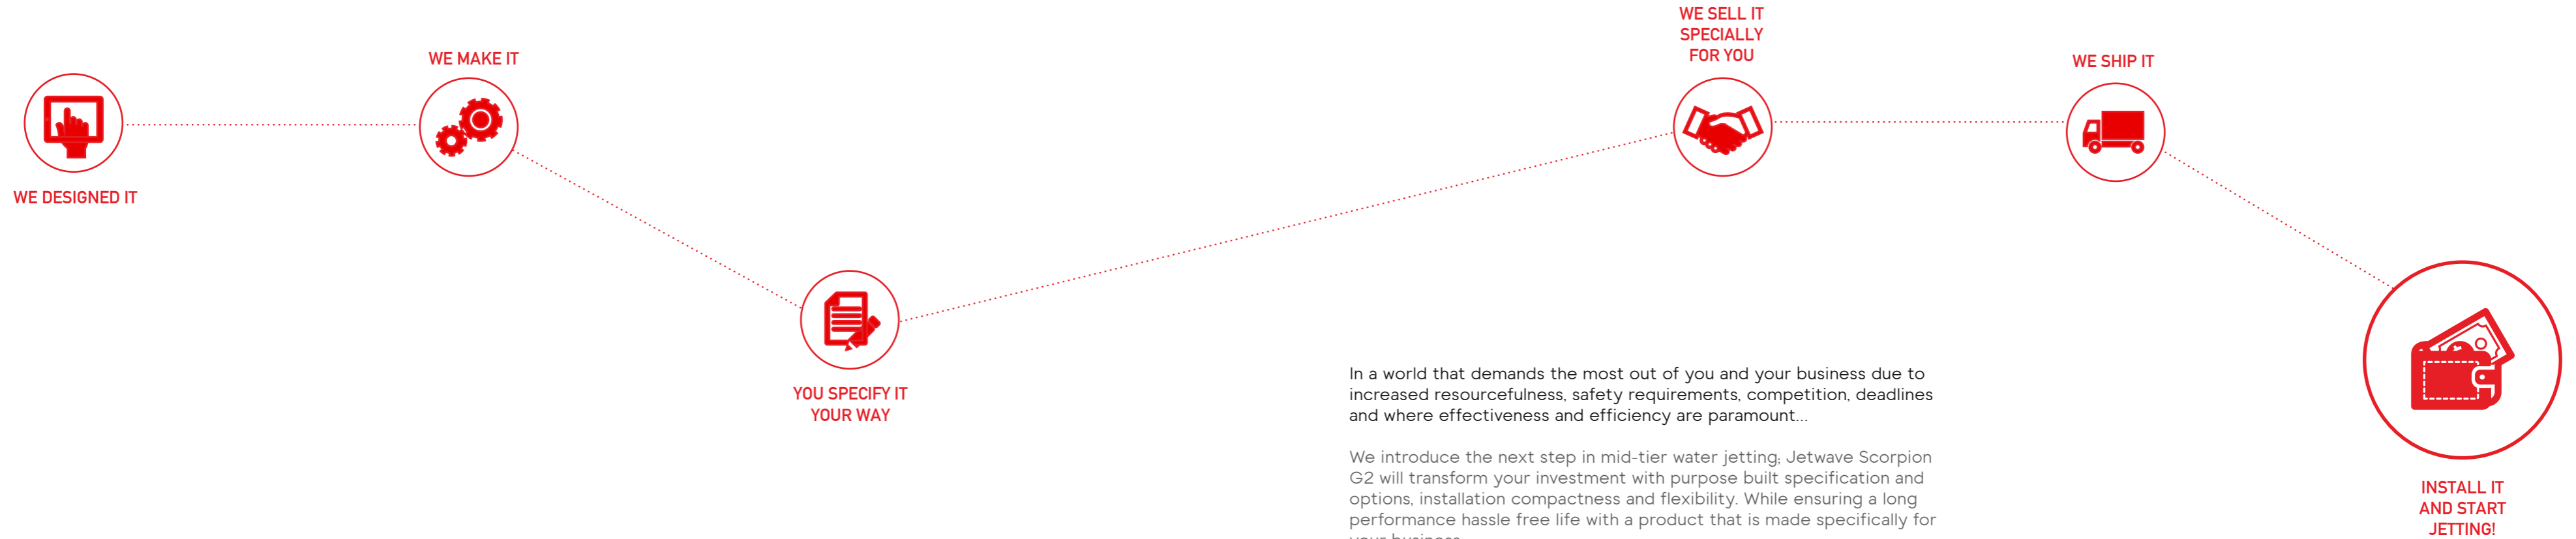 WE DESIGNED IT
WE MAKE IT
YOU SPECIFY IT
YOUR WAY
WE SELL IT
SPECIALLY
FOR YOU
WE SHIP IT
INSTALL IT
AND START
JETTING!
In a world that demands the most out of you and your business due to
increased resourcefulness, safety requirements, competition, deadlines
and where effectiveness and efficiency are paramount...
We introduce the next step in mid-tier water jetting; Jetwave Scorpion
G2 will transform your investment with purpose built specification and
options, installation compactness and flexibility. While ensuring a long
performance hassle free life with a product that is made specifically for
your business